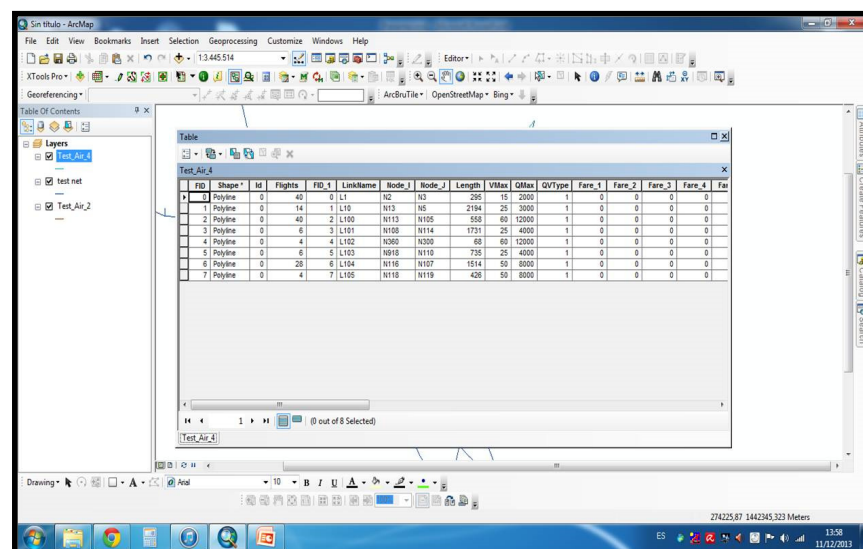 Sin título - ArcMap
File Edit View Bookmarks Insert Selection Geoprocessing Customize Windows Help
1:3.445.514 Editor
XTools Pro
Georeferencing ArcBruTile OpenStreetMap Bing
Table Of Contents
Layers
Test_Air_4
test net
Test_Air_2
Table
Test_Air_4
FID Shape * Id Flights FID_1 LinkName Node_I Node_J Length VMax QMax QVType Fare_1 Fare_2 Fare_3 Fare_4 Far
0 Polyline 0 40 0 L1 N2 N3 295 15 2000 1 0 0 0 0
1 Polyline 0 14 1 L10 N13 N5 2194 25 3000 1 0 0 0 0
2 Polyline 0 40 2 L100 N113 N105 558 60 12000 1 0 0 0 0
3 Polyline 0 6 3 L101 N108 N114 1731 25 4000 1 0 0 0 0
4 Polyline 0 4 4 L102 N360 N300 68 60 12000 1 0 0 0 0
5 Polyline 0 6 5 L103 N918 N110 735 25 4000 1 0 0 0 0
6 Polyline 0 28 6 L104 N116 N107 1514 50 8000 1 0 0 0 0
7 Polyline 0 4 7 L105 N118 N119 426 50 8000 1 0 0 0 0
1 (0 out of 8 Selected)
Test_Air_4
Drawing A Arial 10 B I U A
274225,87 1442345,323 Meters
ES 13:58
11/12/2013
Create Features
Catalog
Search